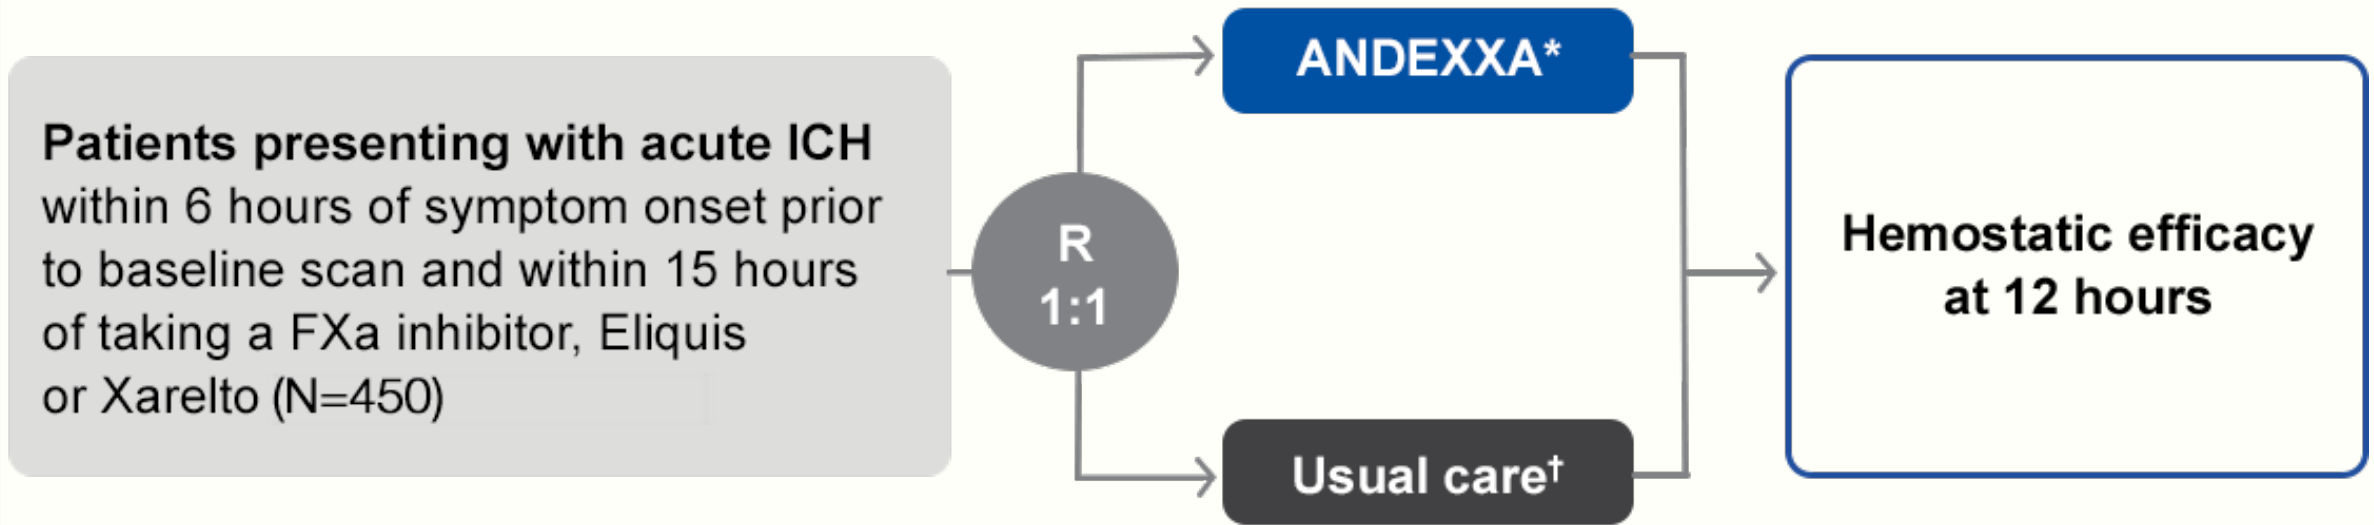 Patients presenting with acute ICH
within 6 hours of symptom onset prior
to baseline scan and within 15 hours
of taking a FXa inhibitor, Eliquis
or Xarelto (N=450)
R
1:1
ANDEXXA*
Usual care†
Hemostatic efficacy
at 12 hours